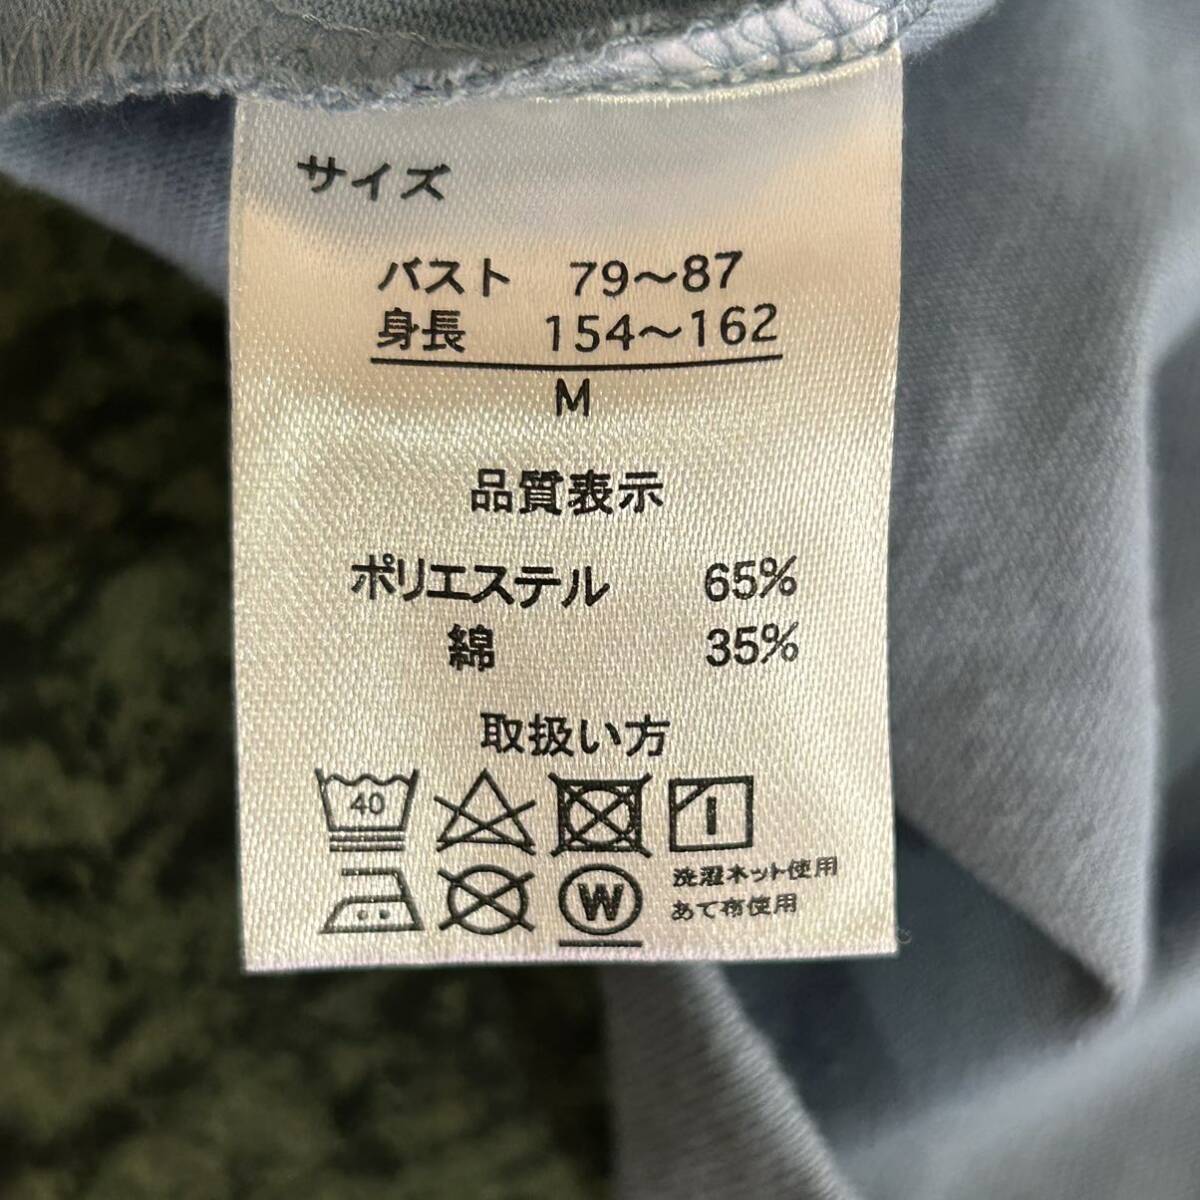 サイズ
バスト 79～87
身長 154～162
M
品質表示
ポリエステル 65%
綿 35%
取扱い方
40
W
洗濯ネット使用
あて布使用